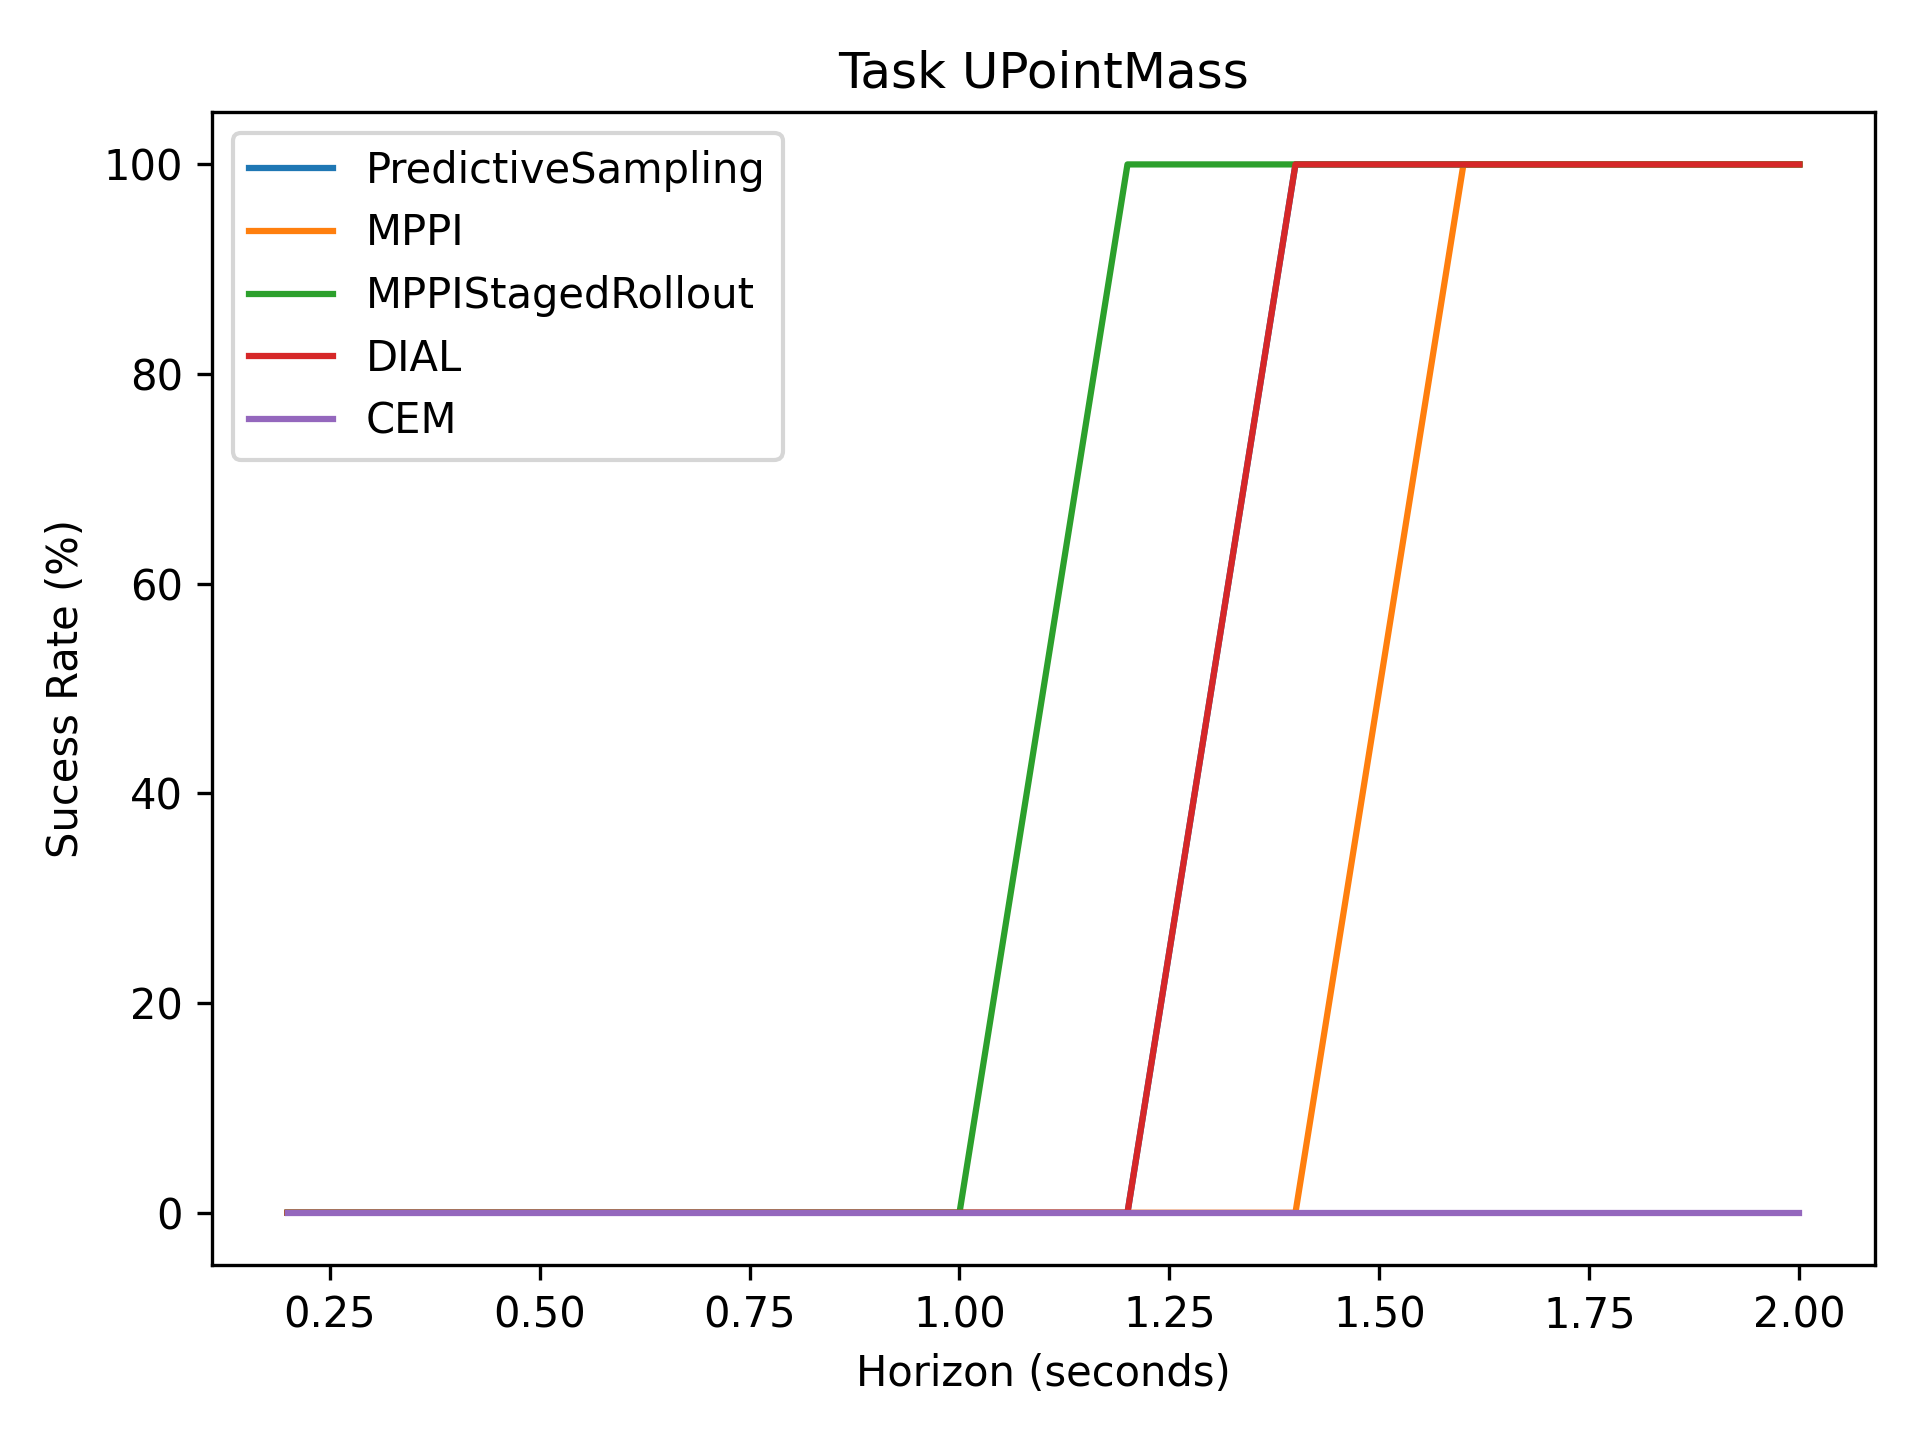 Task UPointMass
PredictiveSampling
MPPI
MPPIStagedRollout
DIAL
CEM
100
80
60
40
20
0
Sucess Rate (%)
0.25 0.50 0.75 1.00 1.25 1.50 1.75 2.00
Horizon (seconds)